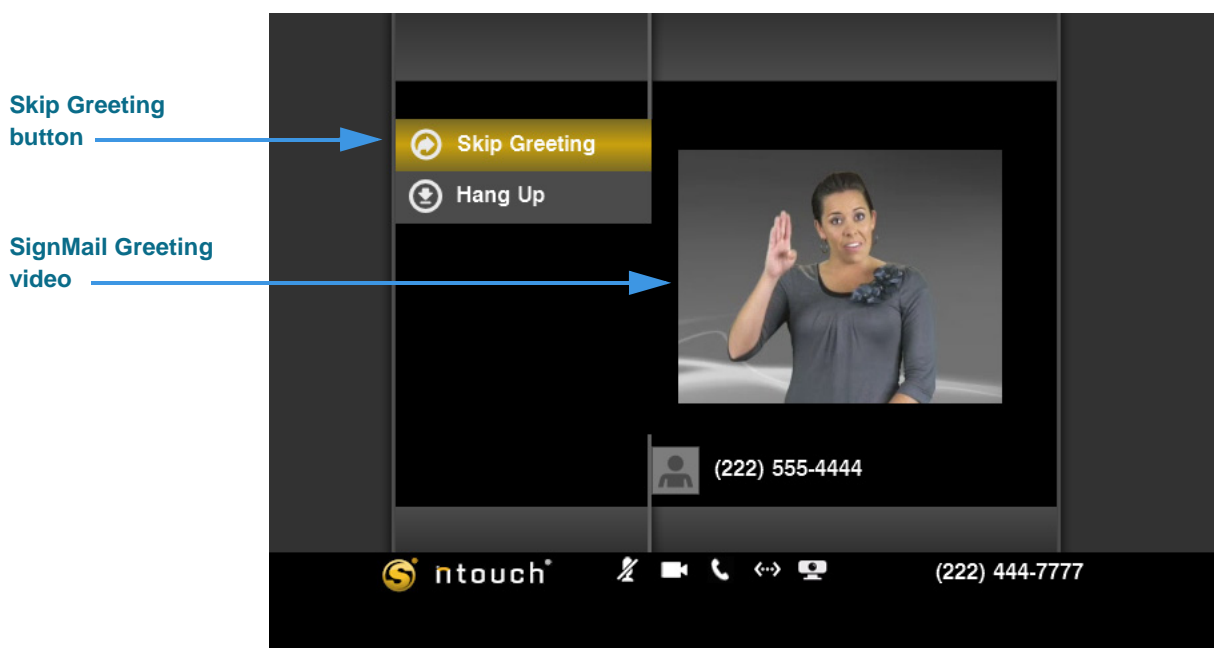 Skip Greeting
button
Skip Greeting
Hang Up
SignMail Greeting
video
(222) 555-4444
S ntouch® (222) 444-7777